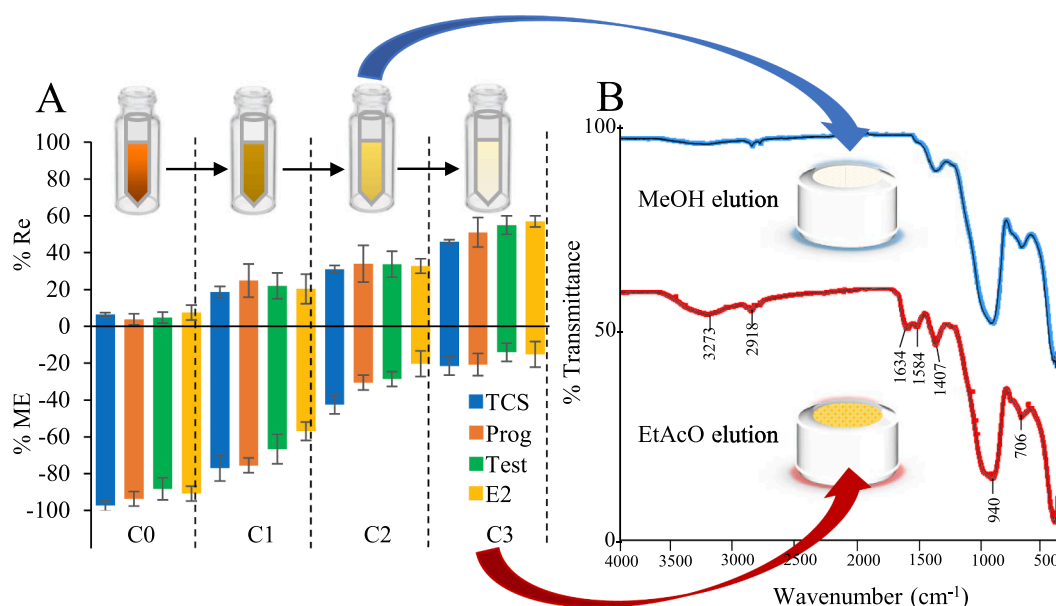 A
% Re
% ME
100
80
60
40
20
0
-20
-40
-60
-80
-100
C0
C1
C2
C3
TCS
Prog
Test
E2
B
% Transmittance
100
50
0
MeOH elution
EtAcO elution
3273
2918
1634
1584
1407
940
706
4000
3500
3000
2500
2000
1500
1000
500
Wavenumber (cm⁻¹)